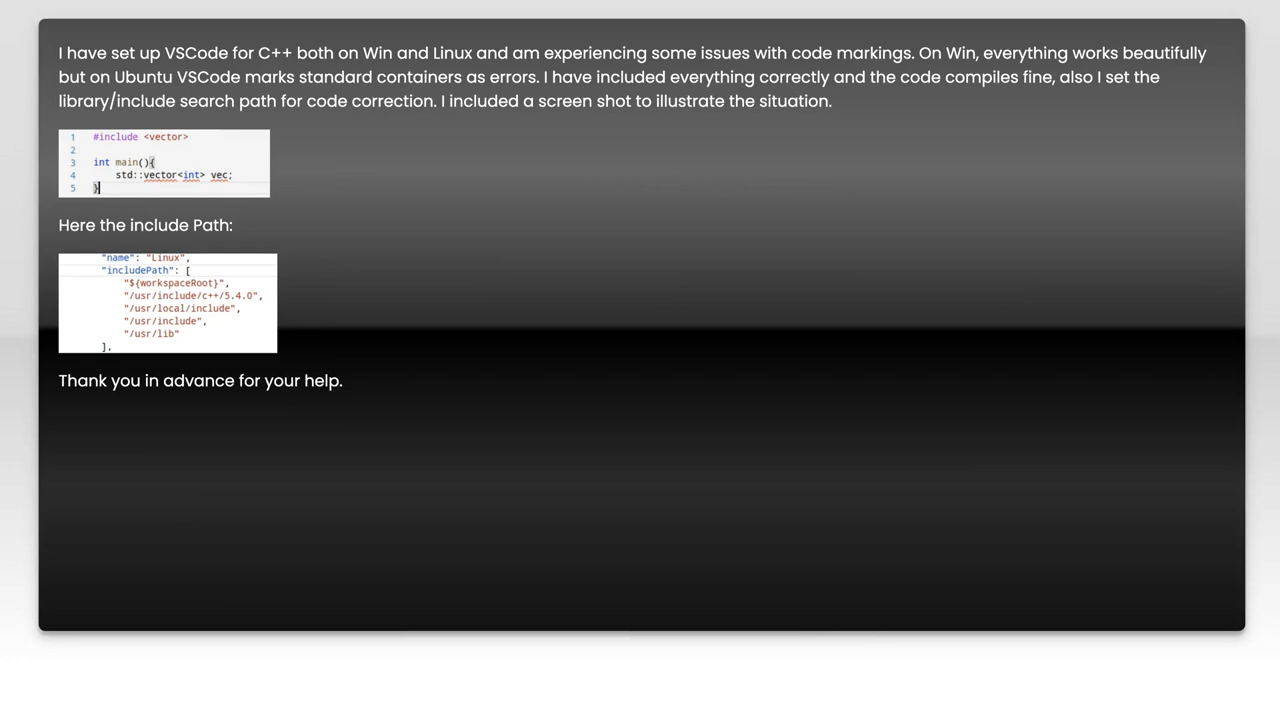 I have set up VSCode for C++ both on Win and Linux and am experiencing some issues with code markings. On Win, everything works beautifully
but on Ubuntu VSCode marks standard containers as errors. I have included everything correctly and the code compiles fine, also I set the
library/include search path for code correction. I included a screen shot to illustrate the situation.
1 #include <vector>
2
3 int main(){
4 std::vector<int> vec;
5 }
Here the include Path:
"name": "Linux",
"includePath": [
"${workspaceRoot}",
"/usr/include/c++/5.4.0",
"/usr/local/include",
"/usr/include",
"/usr/lib"
],
Thank you in advance for your help.